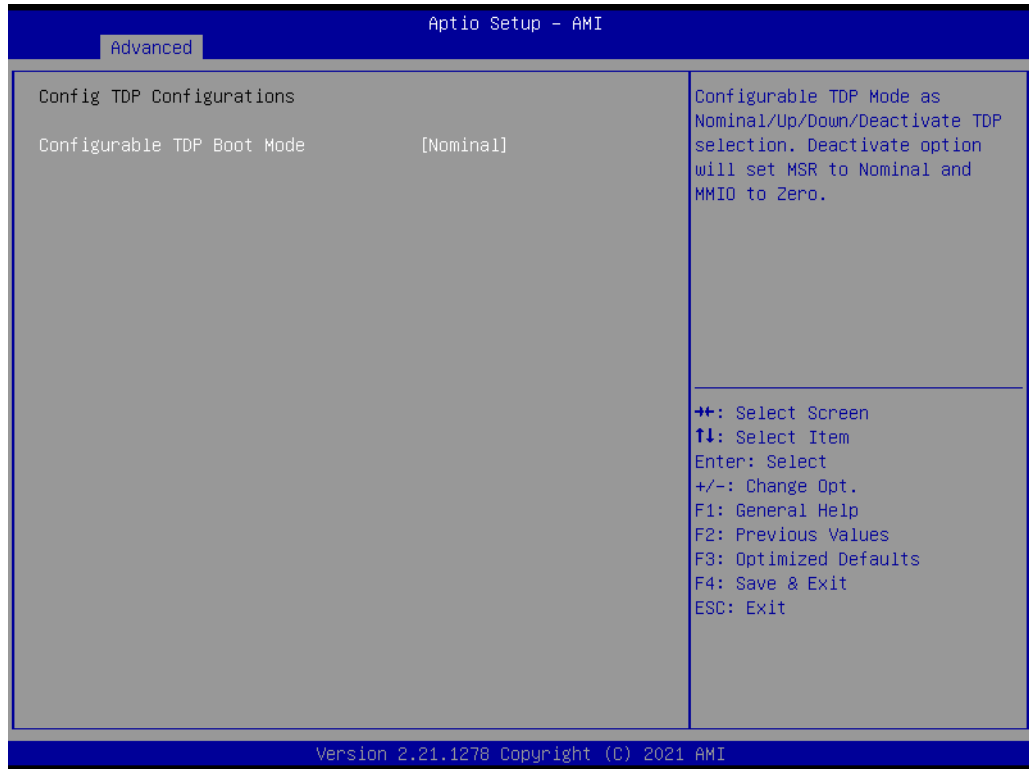 Aptio Setup – AMI
Advanced
Config TDP Configurations
Configurable TDP Boot Mode [Nominal]
Configurable TDP Mode as
Nominal/Up/Down/Deactivate TDP
selection. Deactivate option
will set MSR to Nominal and
MMIO to Zero.
→←: Select Screen
↑↓: Select Item
Enter: Select
+/-: Change Opt.
F1: General Help
F2: Previous Values
F3: Optimized Defaults
F4: Save & Exit
ESC: Exit
Version 2.21.1278 Copyright (C) 2021 AMI